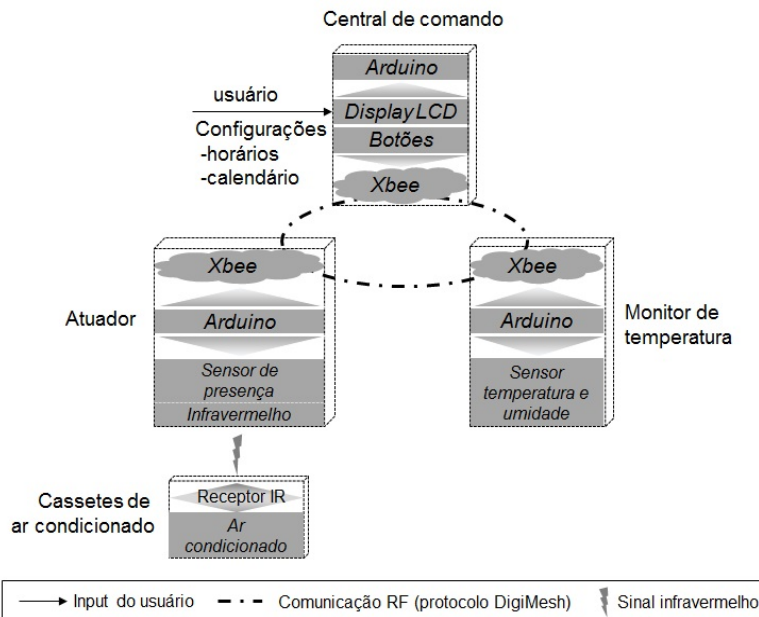 Central de comando
Arduino
usuário
Display LCD
Configurações
-horários
-calendário
Botões
Xbee
Xbee
Atuador
Arduino
Sensor de
presença
Infravermelho
Xbee
Arduino
Monitor de
temperatura
Sensor
temperatura e
umidade
Cassetes de
ar condicionado
Receptor IR
Ar
condicionado
Input do usuário
Comunicação RF (protocolo DigiMesh)
Sinal infravermelho